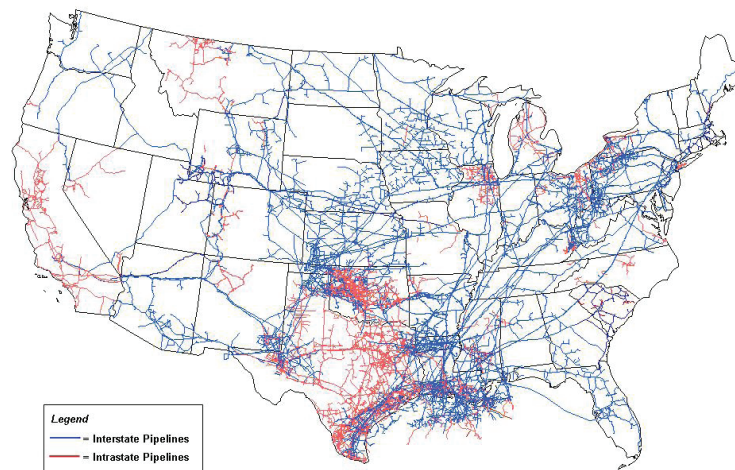 Legend
= Interstate Pipelines
= Intrastate Pipelines